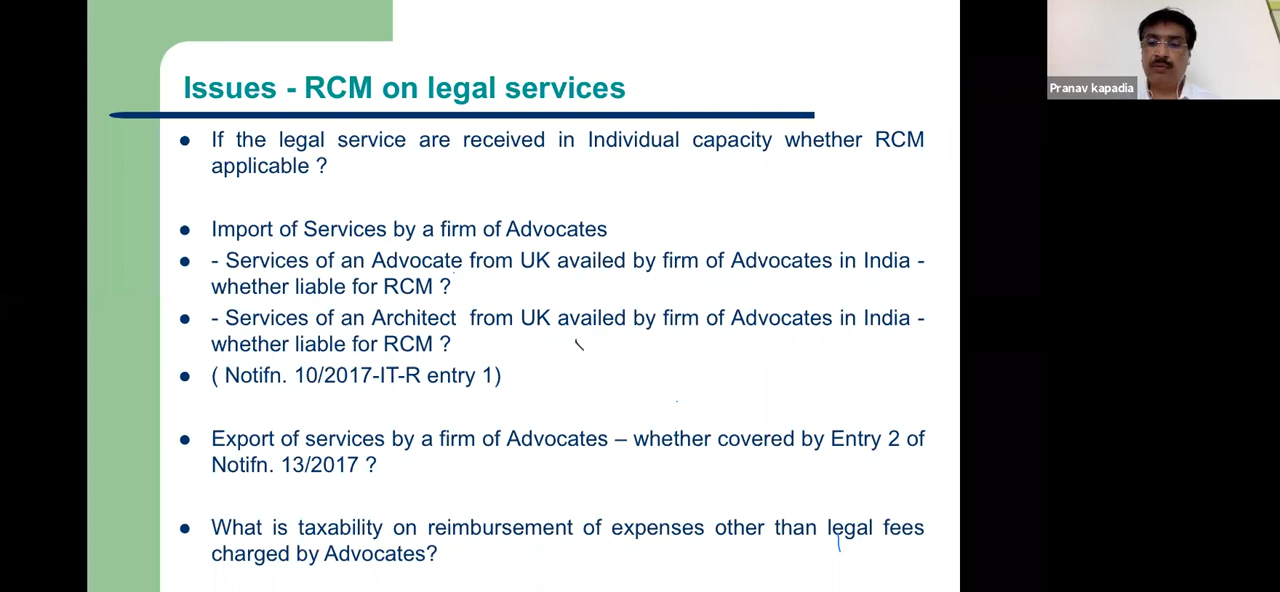 Issues - RCM on legal services
Pranav kapadia
● If the legal service are received in Individual capacity whether RCM
applicable ?
● Import of Services by a firm of Advocates
● - Services of an Advocate from UK availed by firm of Advocates in India -
whether liable for RCM ?
● - Services of an Architect from UK availed by firm of Advocates in India -
whether liable for RCM ?
● ( Notifn. 10/2017-IT-R entry 1)
● Export of services by a firm of Advocates – whether covered by Entry 2 of
Notifn. 13/2017 ?
● What is taxability on reimbursement of expenses other than legal fees
charged by Advocates?